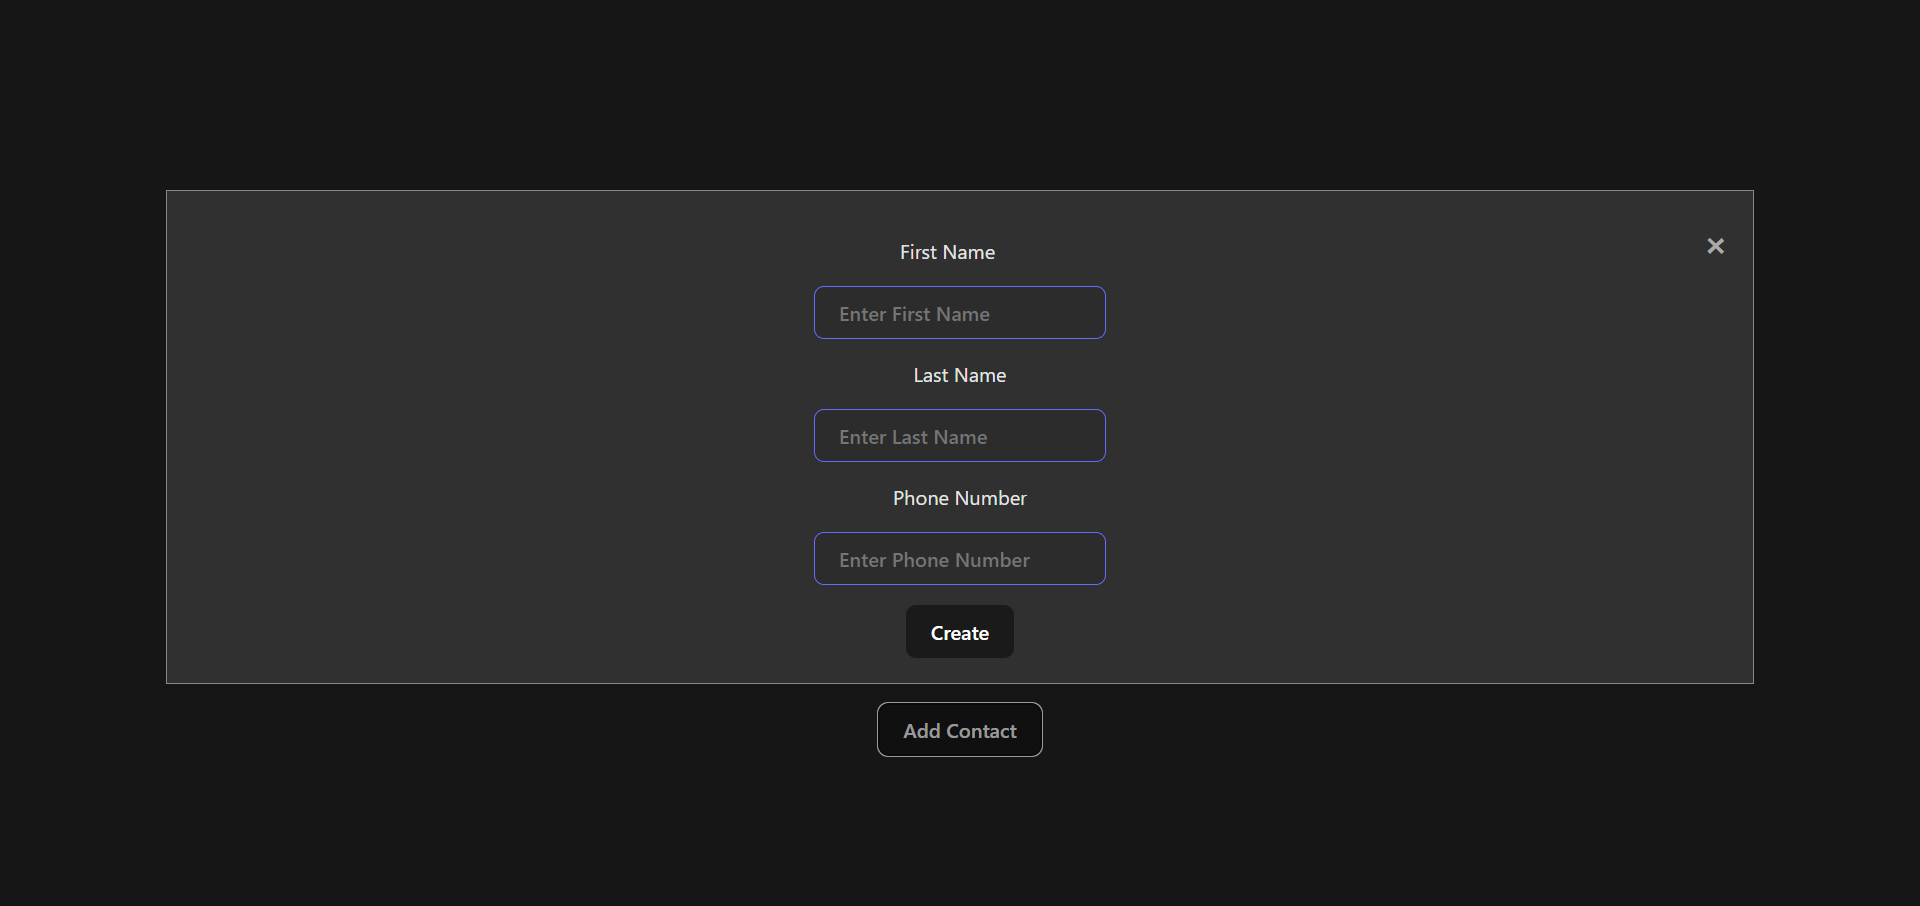 First Name
×
Enter First Name
Last Name
Enter Last Name
Phone Number
Enter Phone Number
Create
Add Contact